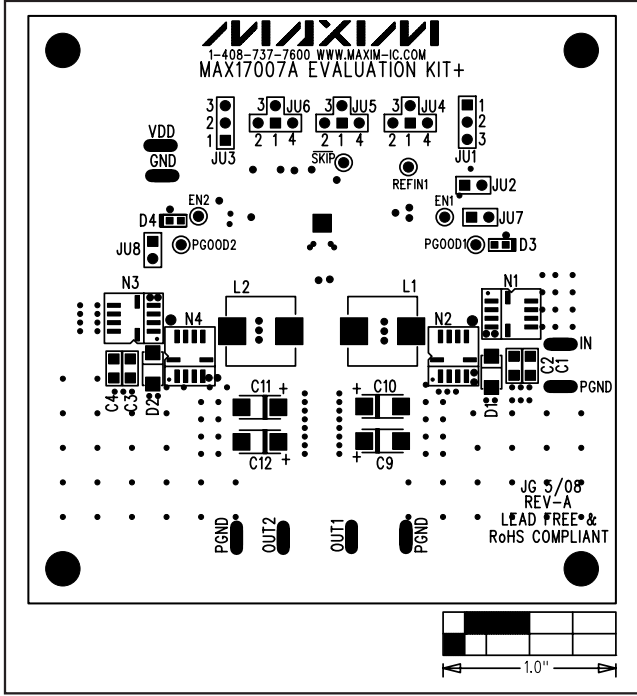 MAXIM
1-408-737-7600 WWW.MAXIM-IC.COM
MAX17007A EVALUATION KIT+
3 2 1 JU3
3 JU6 2 1 4
3 JU5 2 1 4
3 JU4 2 1 4
1 2 3 JU1
VDD
GND
SKIP
REFIN1
JU2
EN2
EN1
JU7
D4
PGOOD2
PGOOD1
D3
JU8
N3
L2
L1
N1
N4
N2
IN
C4
C3
D2
C11 +
C10 +
D1
C2
C1
PGND
C12 +
C9 +
JG 5/08
REV-A
LEAD FREE &
RoHS COMPLIANT
PGND
OUT2
OUT1
PGND
1.0"